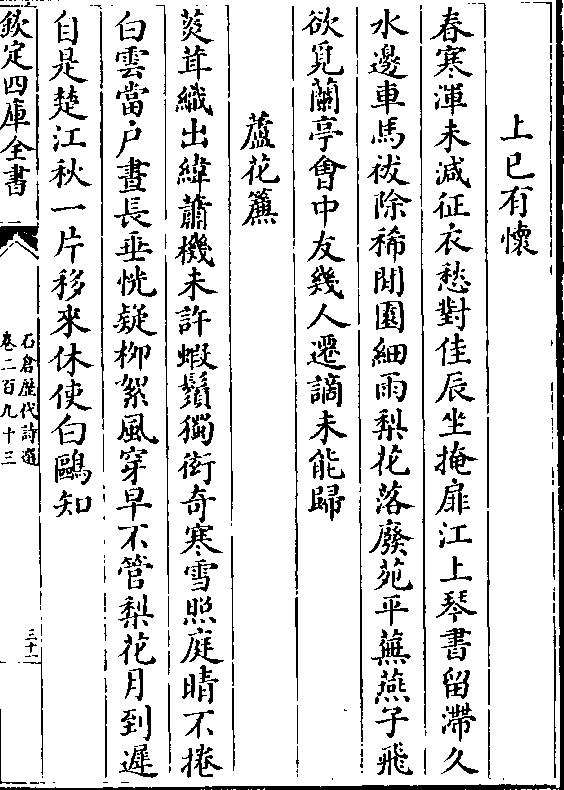 上巳有懷
春寒渾未減征衣愁對佳辰坐掩扉江上琴書留滯久
水邊車馬祓除稀閒園細雨梨花落廢苑平蕪燕子飛
欲覓蘭亭會中友幾人遷謫未能歸
蘆花簾
茭茸織出緯蕭機未許蝦鬚獨衒奇寒雪照庭晴不捲
白雲當户晝長垂恍疑柳絮風穿早不管梨花月到遲
自是楚江秋一片移來休使白鷗知
欽定四庫全書
石倉歷代詩選
卷二百九十三
三十一